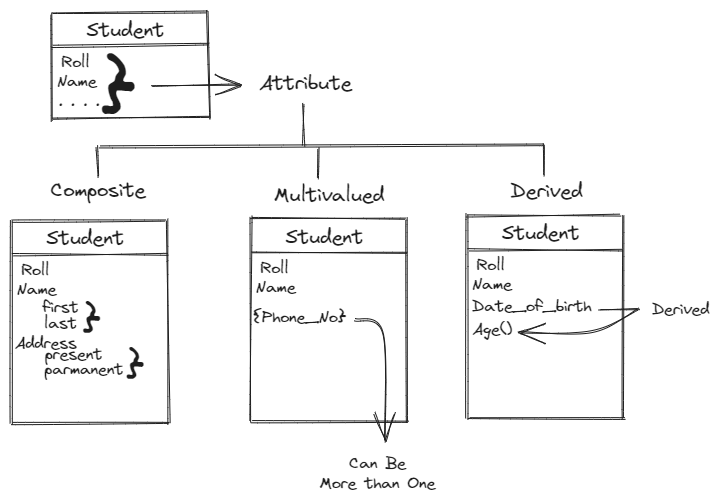 Student
Roll
Name
. . . .
Attribute
Composite
Multivalued
Derived
Student
Roll
Name
first
last
Address
present
parmanent
Student
Roll
Name
{Phone_No}
Can Be
More than One
Student
Roll
Name
Date_of_birth
Age()
Derived